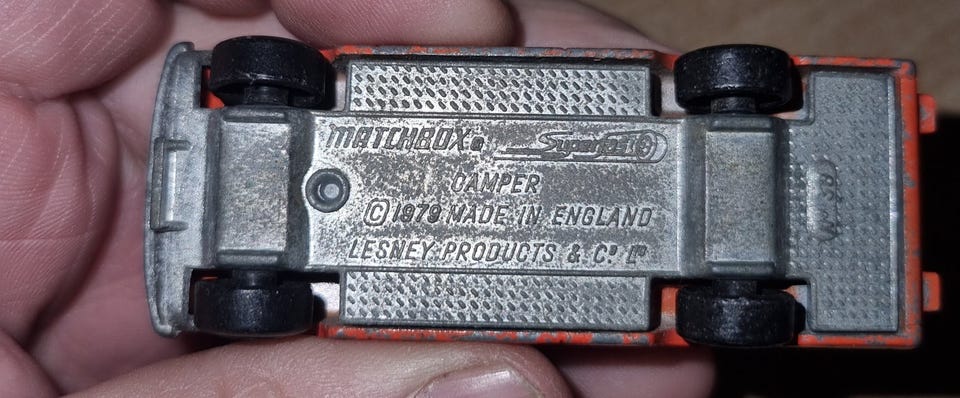 MATCHBOX® Superfast
CAMPER
© 1979 MADE IN ENGLAND
LESNEY PRODUCTS & Cº Lᵀᴰ